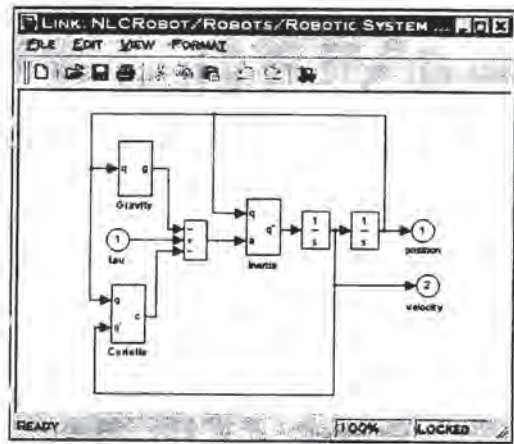 LINK: NLCROBOT/ROBOTS/ROBOTIC SYSTEM ...
FILE EDIT VIEW FORMAT
q g
Gravity
1
tau
−
+
−
q
a
q"
Inertia
1
s
1
s
1
position
2
velocity
q
q'
c
Coriolis
READY 100% LOCKED